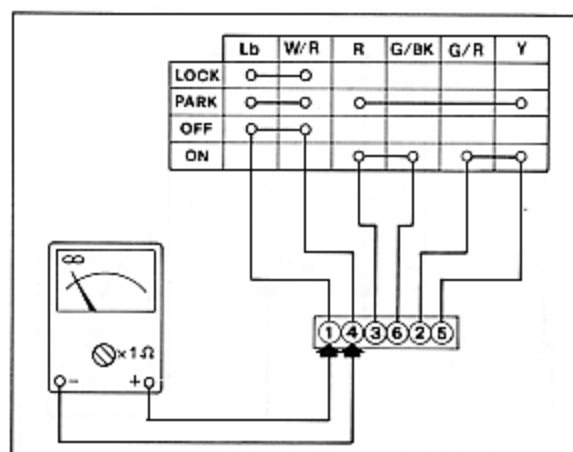 Lb W/R R G/BK G/R Y
LOCK
PARK
OFF
ON
∞
×1Ω
- +
1 4 3 6 2 5